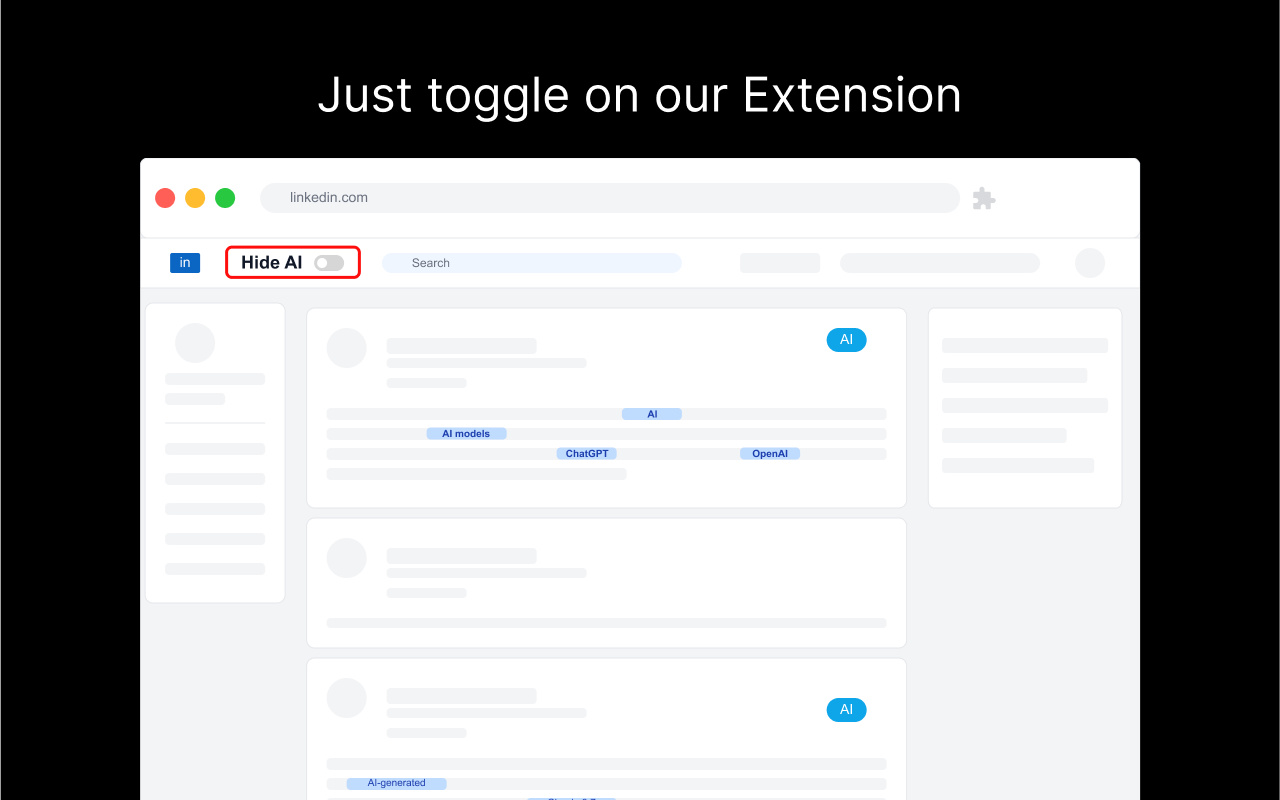 Just toggle on our Extension
linkedin.com
in
Hide AI
Search
AI
AI
AI models
ChatGPT
OpenAI
AI
AI-generated